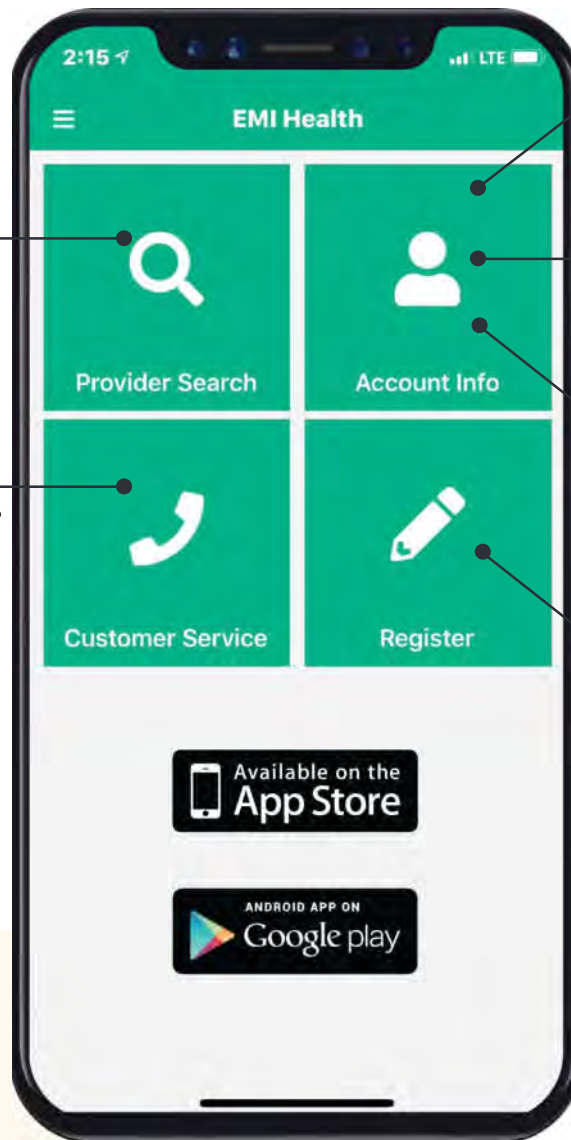 2:15 LTE
EMI Health
Provider Search
Account Info
Customer Service
Register
Available on the
App Store
ANDROID APP ON
Google play